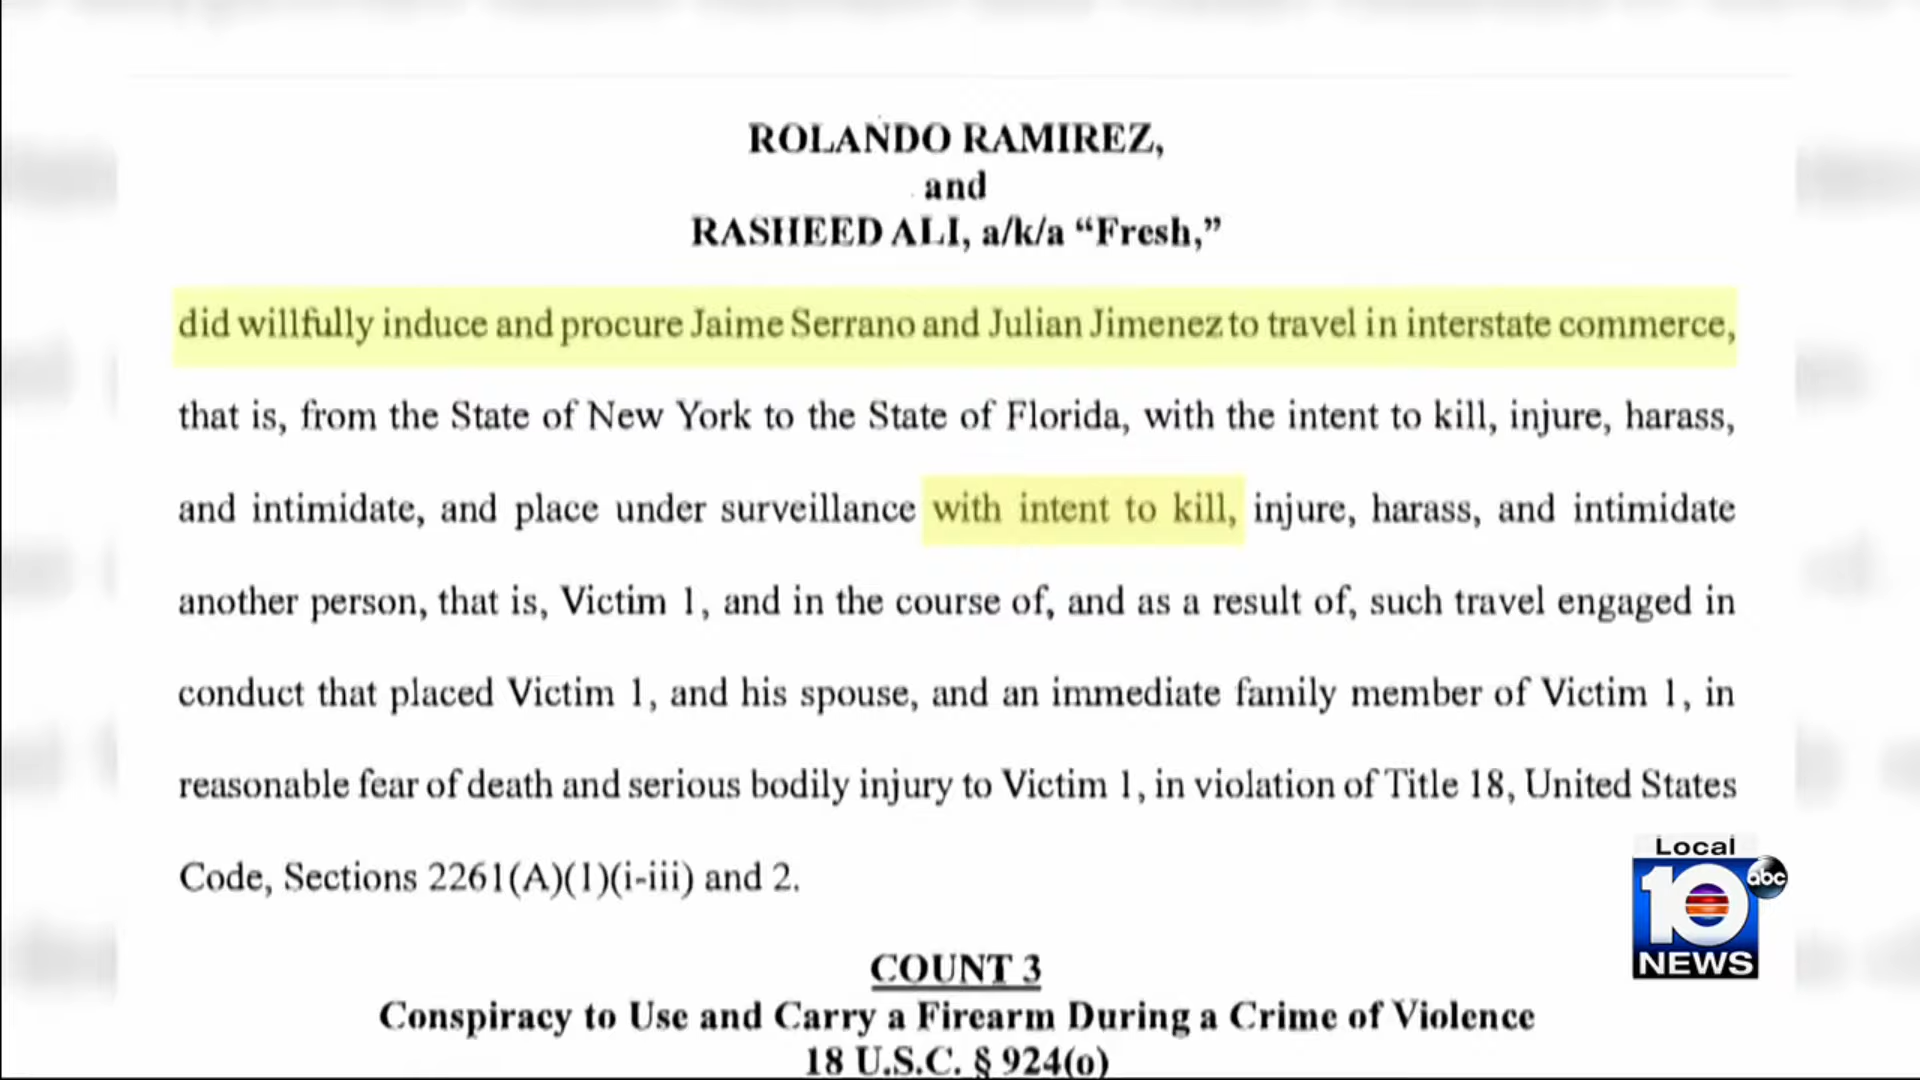 ROLANDO RAMIREZ,
and
RASHEED ALI, a/k/a “Fresh,”
did willfully induce and procure Jaime Serrano and Julian Jimenez to travel in interstate commerce,
that is, from the State of New York to the State of Florida, with the intent to kill, injure, harass,
and intimidate, and place under surveillance with intent to kill, injure, harass, and intimidate
another person, that is, Victim 1, and in the course of, and as a result of, such travel engaged in
conduct that placed Victim 1, and his spouse, and an immediate family member of Victim 1, in
reasonable fear of death and serious bodily injury to Victim 1, in violation of Title 18, United States
Code, Sections 2261(A)(1)(i-iii) and 2.
COUNT 3
Conspiracy to Use and Carry a Firearm During a Crime of Violence
18 U.S.C. § 924(o)
Local
10
abc
NEWS